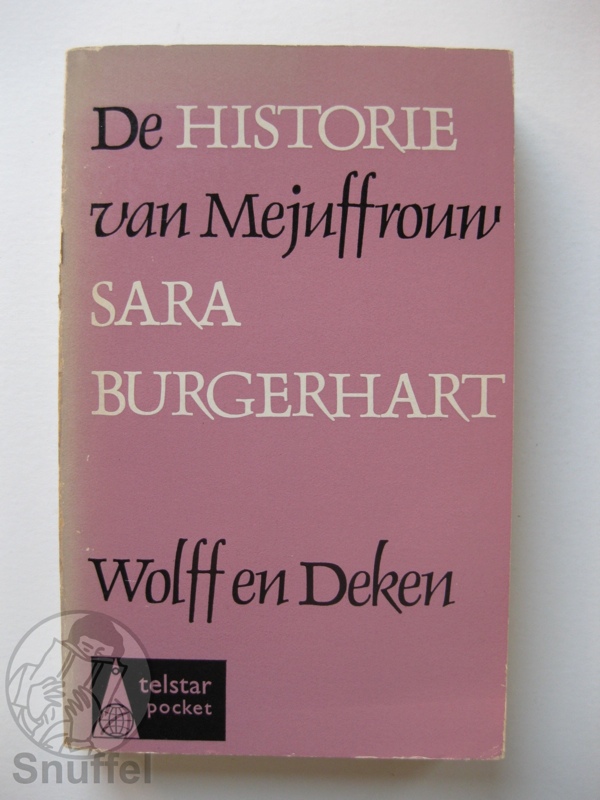 De HISTORIE
van Mejuffrouw
SARA
BURGERHART
Wolff en Deken
telstar
pocket
Snuffel